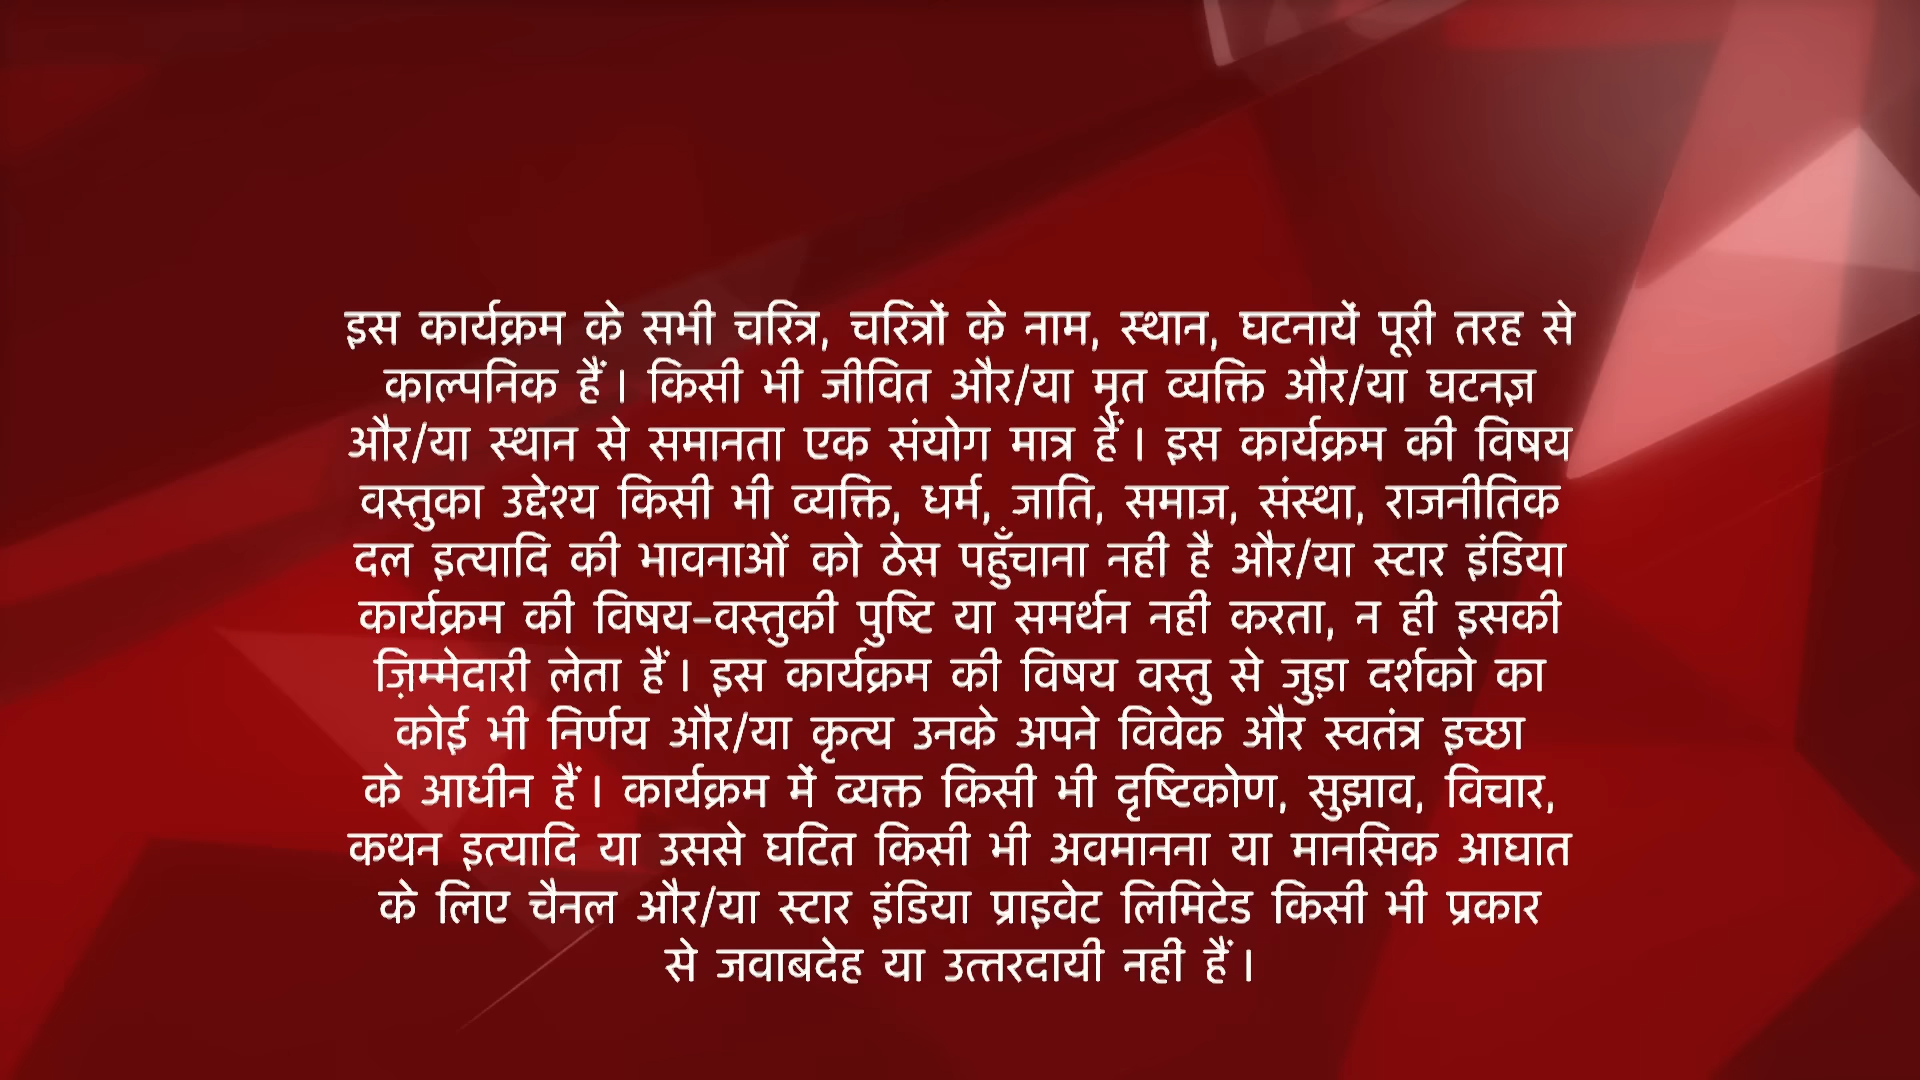 इस कार्यक्रम के सभी चरित्र, चरित्रों के नाम, स्थान, घटनायें पूरी तरह से
काल्पनिक हैं। किसी भी जीवित और/या मृत व्यक्ति और/या घटनज्ञ
और/या स्थान से समानता एक संयोग मात्र हैं। इस कार्यक्रम की विषय
वस्तुका उद्देश्य किसी भी व्यक्ति, धर्म, जाति, समाज, संस्था, राजनीतिक
दल इत्यादि की भावनाओं को ठेस पहुँचाना नही है और/या स्टार इंडिया
कार्यक्रम की विषय-वस्तुकी पुष्टि या समर्थन नही करता, न ही इसकी
ज़िम्मेदारी लेता हैं। इस कार्यक्रम की विषय वस्तु से जुड़ा दर्शको का
कोई भी निर्णय और/या कृत्य उनके अपने विवेक और स्वतंत्र इच्छा
के आधीन हैं। कार्यक्रम में व्यक्त किसी भी दृष्टिकोण, सुझाव, विचार,
कथन इत्यादि या उससे घटित किसी भी अवमानना या मानसिक आघात
के लिए चैनल और/या स्टार इंडिया प्राइवेट लिमिटेड किसी भी प्रकार
से जवाबदेह या उत्तरदायी नही हैं।